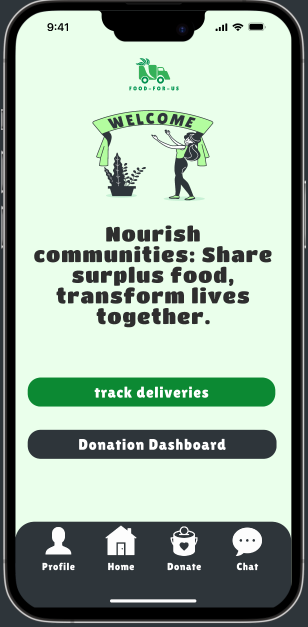 9:41
FOOD-FOR-US
WELCOME
Nourish
communities: Share
surplus food,
transform lives
together.
track deliveries
Donation Dashboard
Profile Home Donate Chat